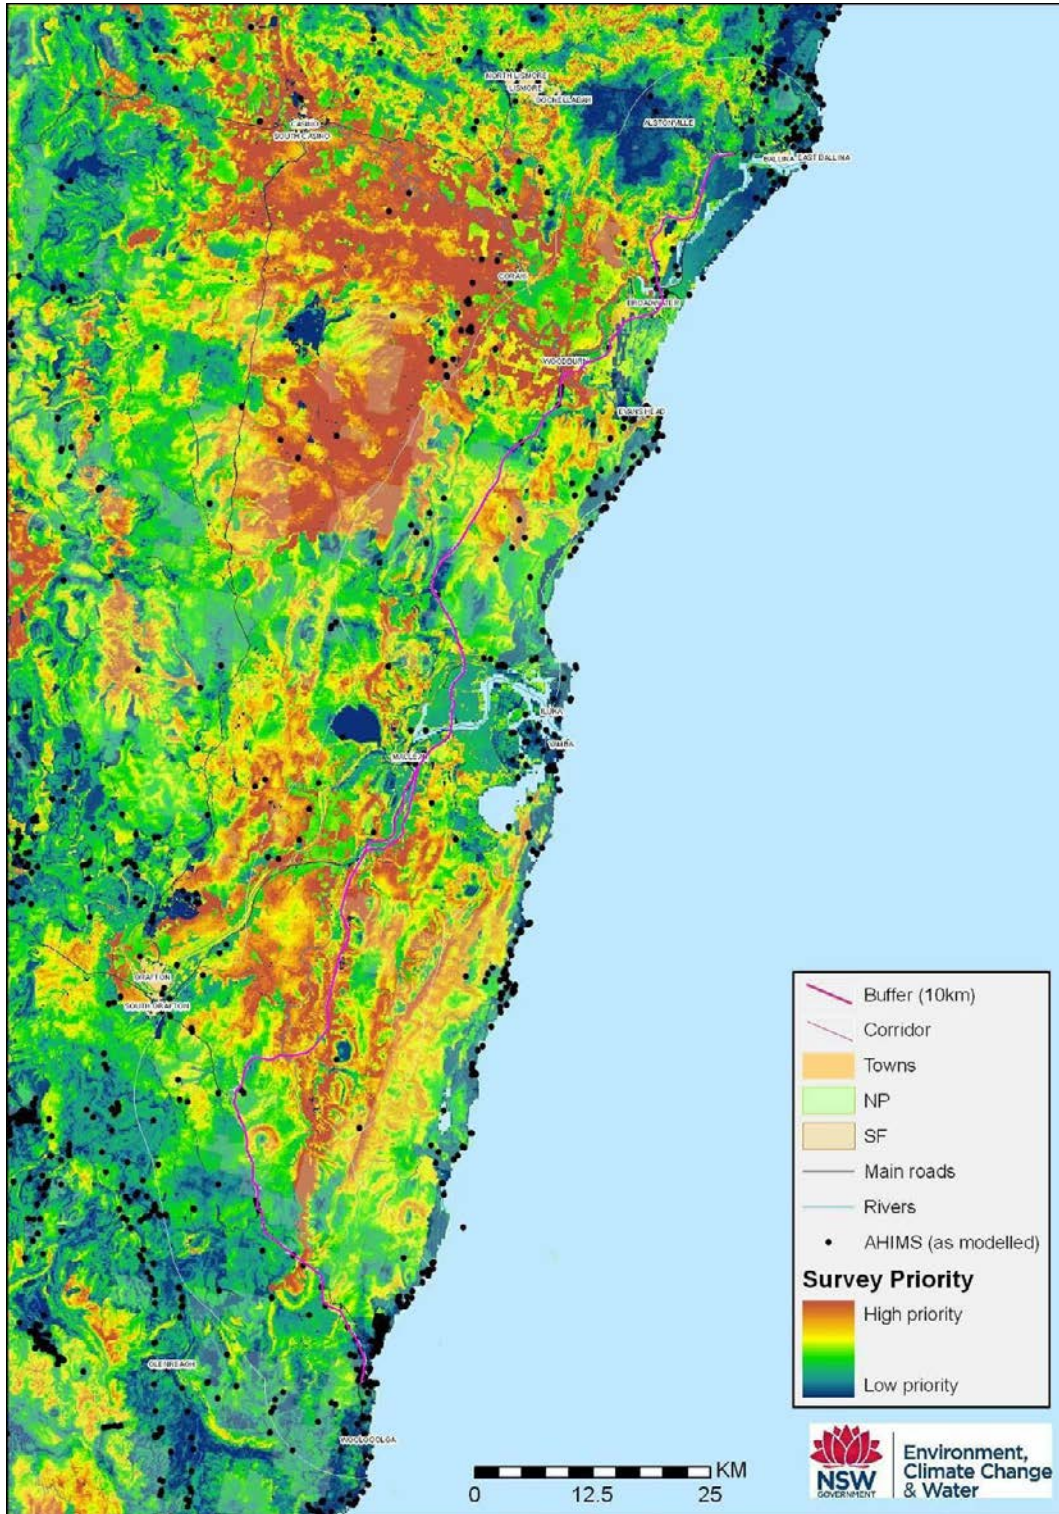 NORTH LISMORE
LISMORE
GOONELLABAH
ALSTONVILLE
CASINO
SOUTH CASINO
BALLINA
EAST BALLINA
CORAKI
BROADWATER
WOODBURN
EVANS HEAD
ILUKA
YAMBA
MACLEAN
GRAFTON
SOUTH GRAFTON
GLENREAGH
WOOLGOOLGA
Buffer (10km)
Corridor
Towns
NP
SF
Main roads
Rivers
AHIMS (as modelled)
Survey Priority
High priority
Low priority
KM
0 12.5 25
NSW
GOVERNMENT
Environment,
Climate Change
& Water